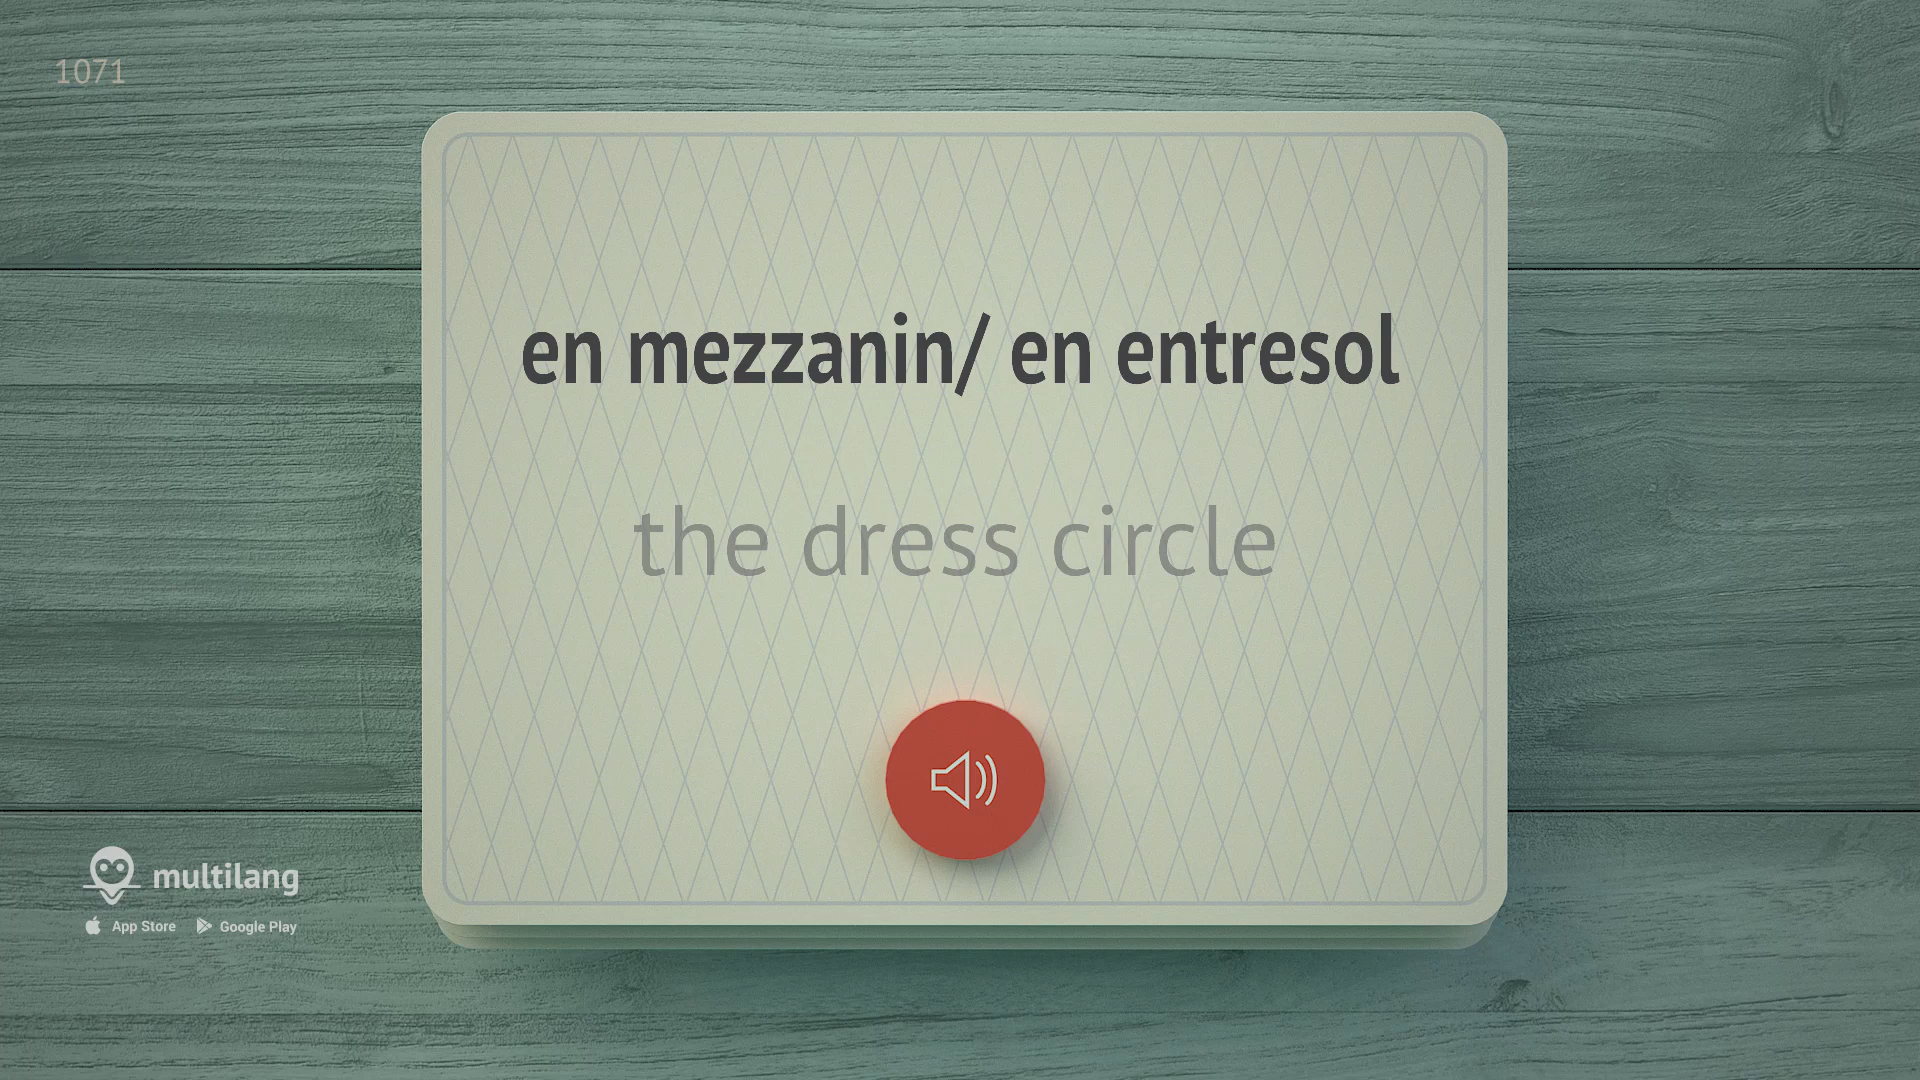 1071
en mezzanin/ en entresol
the dress circle
multilang
App Store Google Play